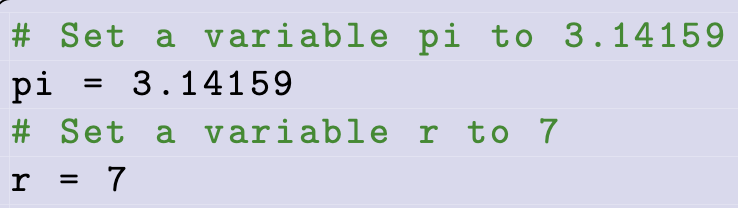 # Set a variable pi to 3.14159
pi = 3.14159
# Set a variable r to 7
r = 7